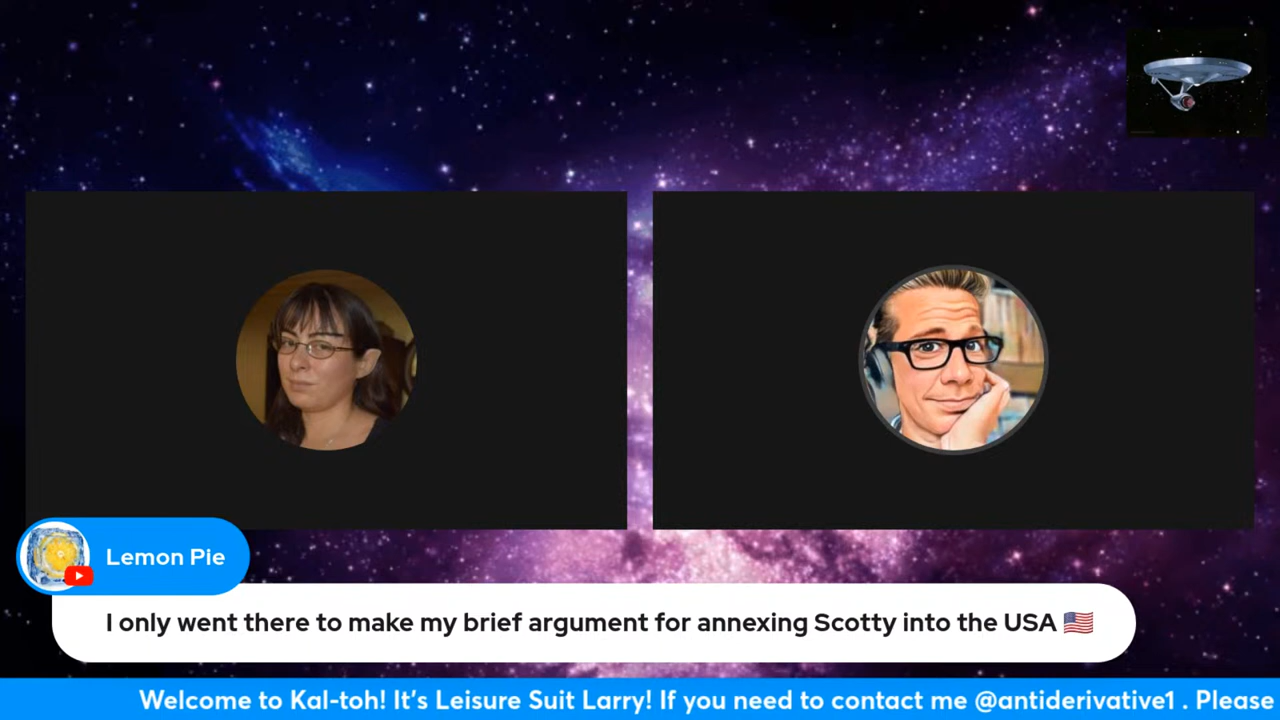 Lemon Pie
I only went there to make my brief argument for annexing Scotty into the USA 🇺🇸
Welcome to Kal-toh! It's Leisure Suit Larry! If you need to contact me @antiderivative1 . Please